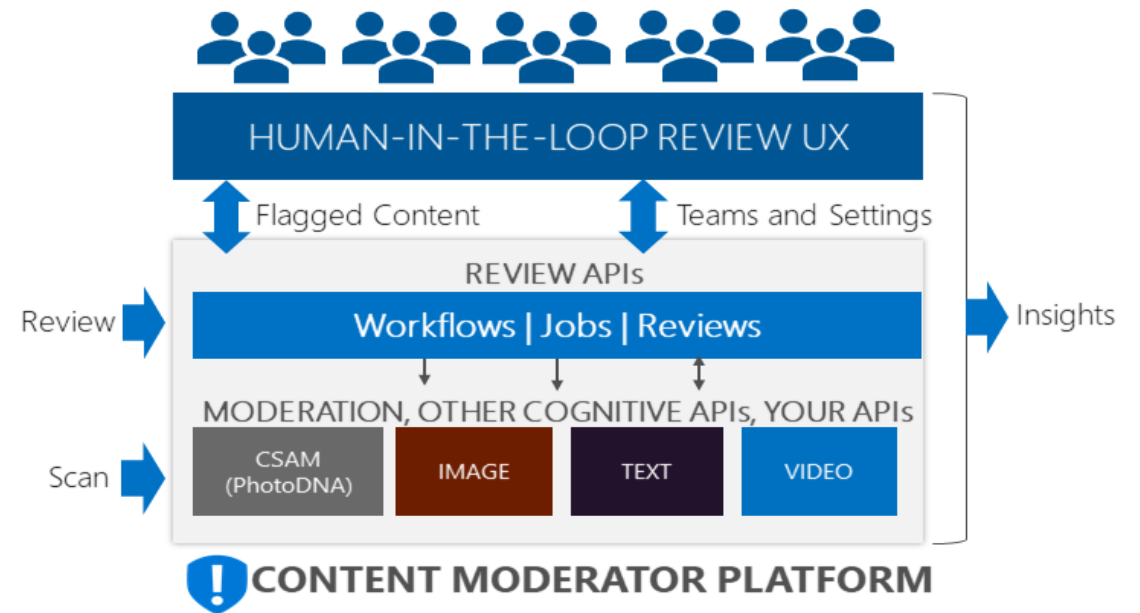 HUMAN-IN-THE-LOOP REVIEW UX
Flagged Content
Teams and Settings
REVIEW APIs
Review
Workflows | Jobs | Reviews
Insights
MODERATION, OTHER COGNITIVE APIs, YOUR APIs
Scan
CSAM
(PhotoDNA)
IMAGE
TEXT
VIDEO
CONTENT MODERATOR PLATFORM